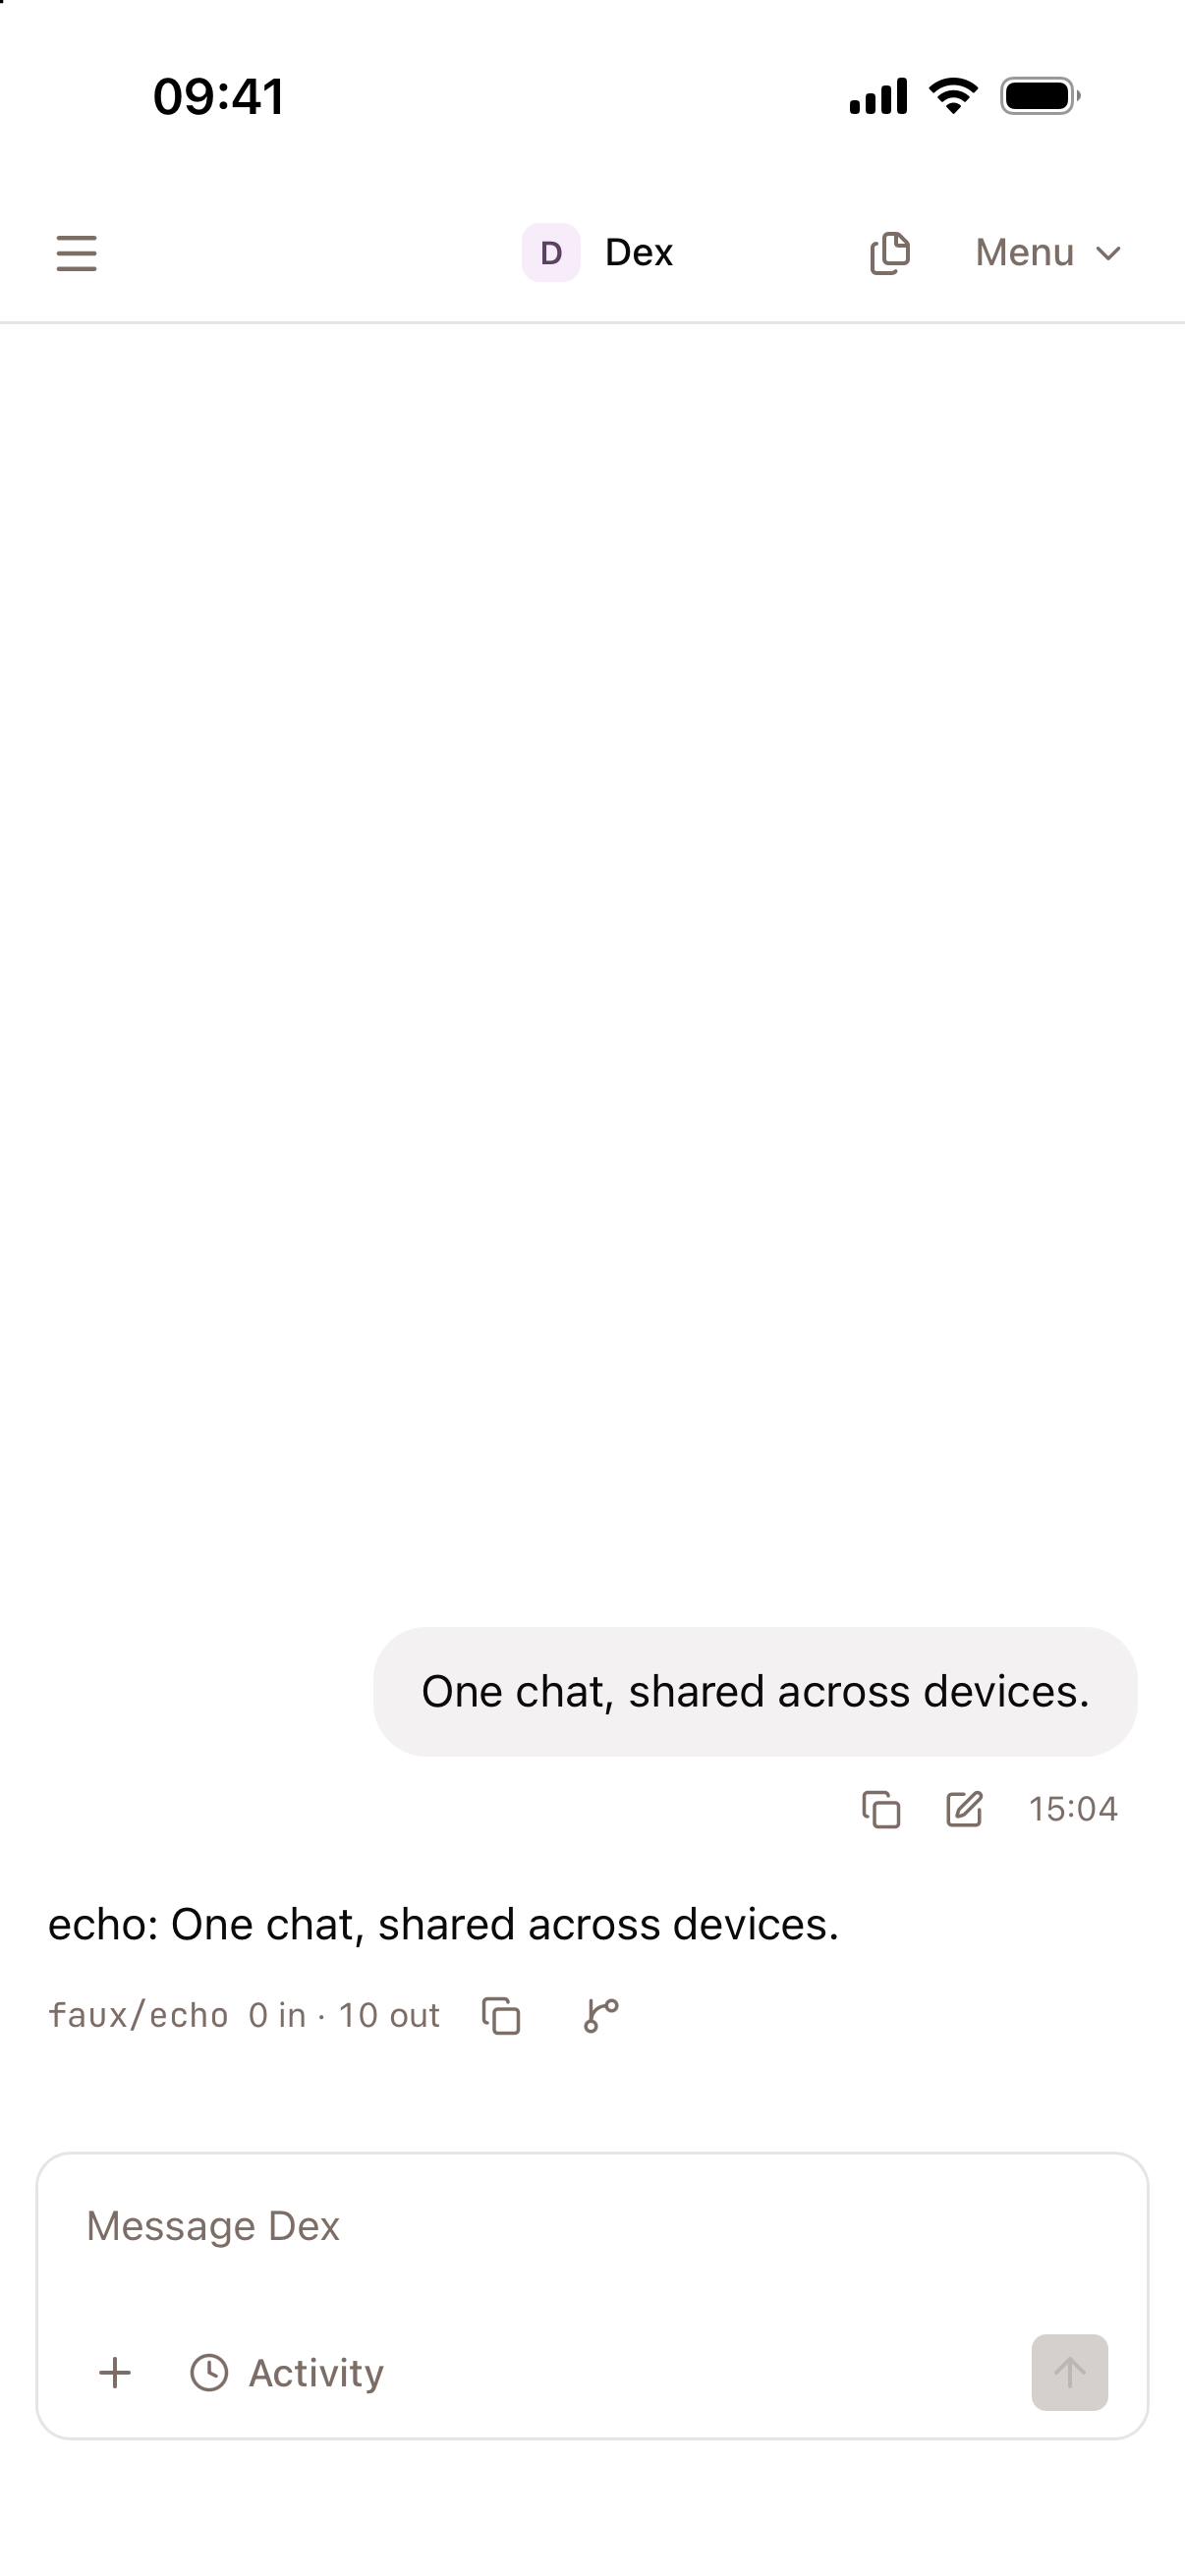 09:41
D Dex Menu
One chat, shared across devices.
15:04
echo: One chat, shared across devices.
faux/echo 0 in · 10 out
Message Dex
Activity